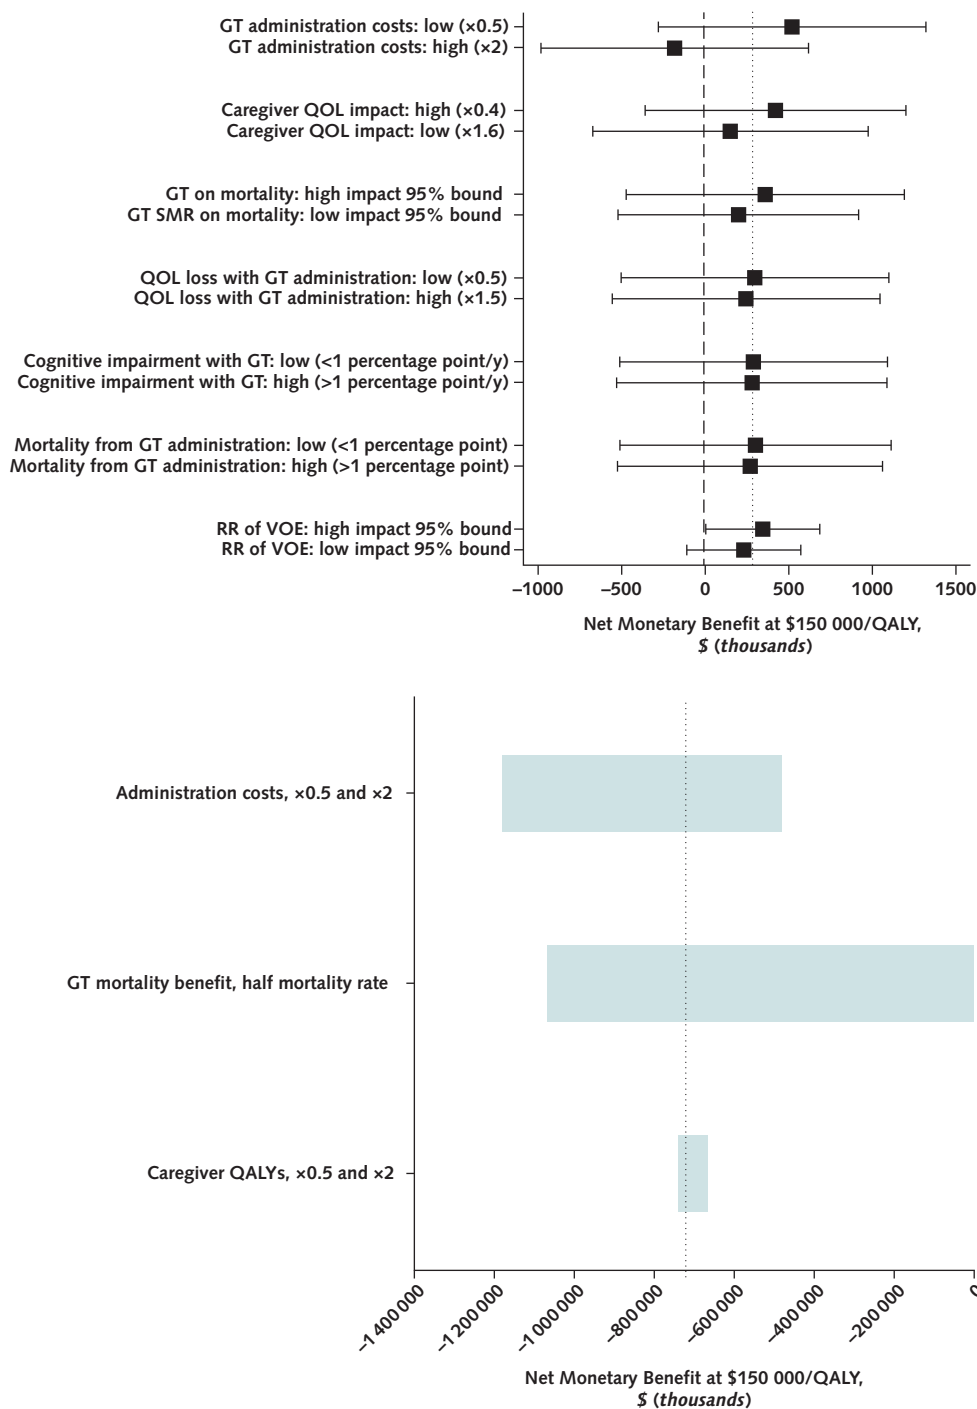 GT administration costs: low (×0.5)
GT administration costs: high (×2)
Caregiver QOL impact: high (×0.4)
Caregiver QOL impact: low (×1.6)
GT on mortality: high impact 95% bound
GT SMR on mortality: low impact 95% bound
QOL loss with GT administration: low (×0.5)
QOL loss with GT administration: high (×1.5)
Cognitive impairment with GT: low (<1 percentage point/y)
Cognitive impairment with GT: high (>1 percentage point/y)
Mortality from GT administration: low (<1 percentage point)
Mortality from GT administration: high (>1 percentage point)
RR of VOE: high impact 95% bound
RR of VOE: low impact 95% bound
–1000 –500 0 500 1000 1500
Net Monetary Benefit at $150 000/QALY,
$ (thousands)
Administration costs, ×0.5 and ×2
GT mortality benefit, half mortality rate
Caregiver QALYs, ×0.5 and ×2
–1 400 000 –1 200 000 –1 000 000 –800 000 –600 000 –400 000 –200 000 0
Net Monetary Benefit at $150 000/QALY,
$ (thousands)